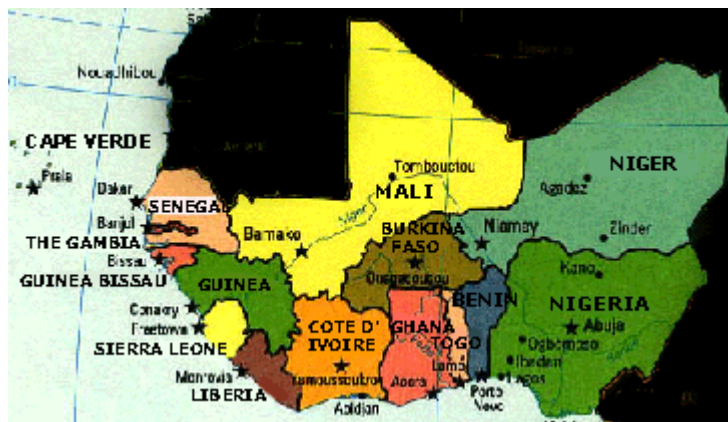 Nouadhibou
CAPE VERDE
Praia
Tombouctou
NIGER
MALI
Agadez
Dakar
SENEGAL
Banjul
Niger
BURKINA
FASO
Niamey
Zinder
THE GAMBIA
Bamako
Bissau
GUINEA BISSAU
GUINEA
Ouagadougou
Kano
BENIN
NIGERIA
Conakry
Freetown
COTE D'
IVOIRE
GHANA
TOGO
Abuja
SIERRA LEONE
Ogbomoso
Ibadan
Lomé
Lagos
Monrovia
Yamoussoukro
Accra
Porto
Novo
LIBERIA
Abidjan